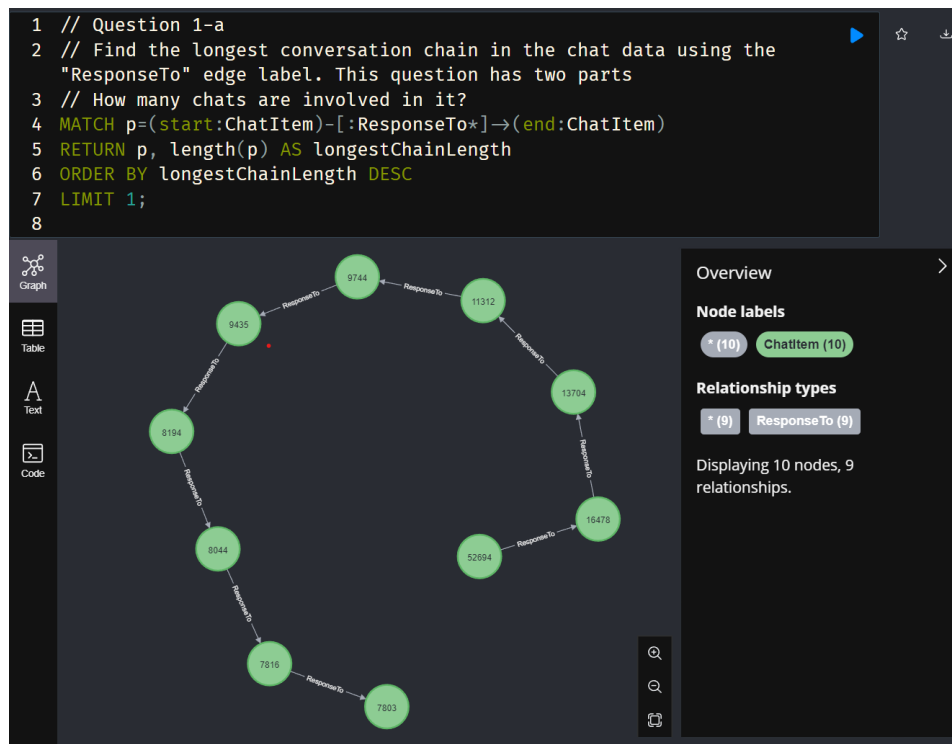 1 // Question 1-a
2 // Find the longest conversation chain in the chat data using the
"ResponseTo" edge label. This question has two parts
3 // How many chats are involved in it?
4 MATCH p=(start:ChatItem)-[:ResponseTo*]→(end:ChatItem)
5 RETURN p, length(p) AS longestChainLength
6 ORDER BY longestChainLength DESC
7 LIMIT 1;
8
Graph
Table
Text
Code
9744
ResponseTo
ResponseTo
11312
9435
ResponseTo
ResponseTo
13704
8194
ResponseTo
ResponseTo
16478
8044
ResponseTo
52694
ResponseTo
7816
ResponseTo
7803
Overview
Node labels
* (10)
ChatItem (10)
Relationship types
* (9)
ResponseTo (9)
Displaying 10 nodes, 9
relationships.